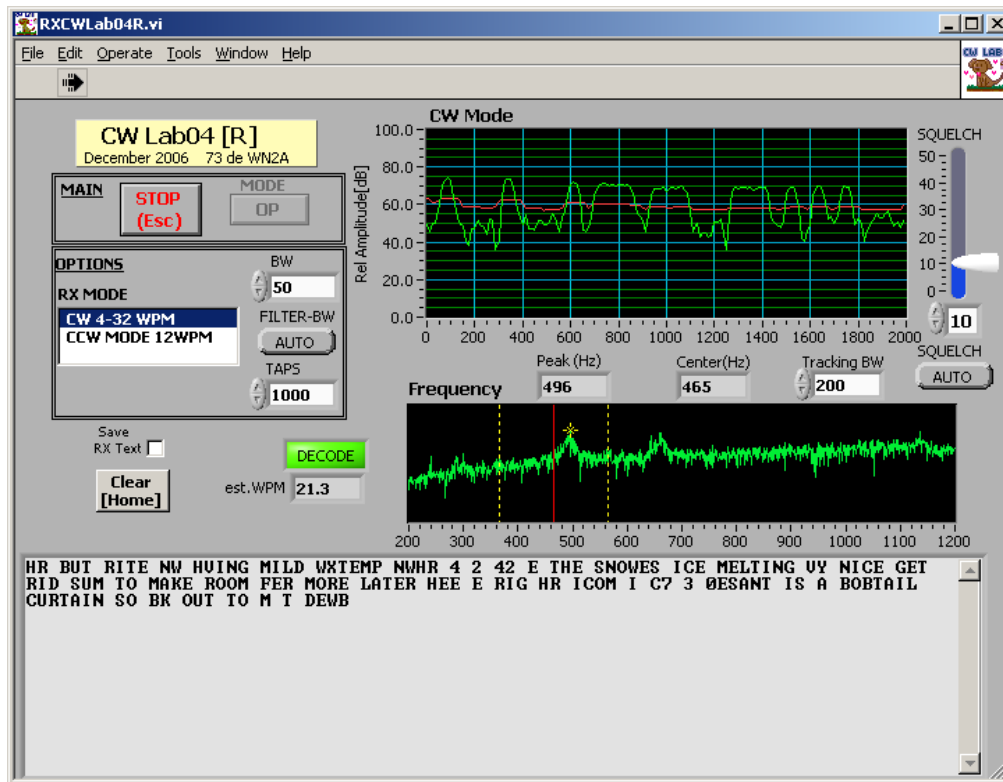 RXCWLab04R.vi
File Edit Operate Tools Window Help
CW LAB
CW Lab04 [R]
December 2006 73 de WN2A
MAIN
STOP
(Esc)
MODE
OP
OPTIONS
RX MODE
CW 4-32 WPM
CCW MODE 12WPM
BW
50
FILTER-BW
AUTO
TAPS
1000
Save
RX Text
Clear
[Home]
DECODE
est.WPM 21.3
CW Mode
Rel Amplitude[dB]
100.0
80.0
60.0
40.0
20.0
0.0
0 200 400 600 800 1000 1200 1400 1600 1800 2000
SQUELCH
50
40
30
20
10
0
10
SQUELCH
AUTO
Peak (Hz)
496
Center(Hz)
465
Tracking BW
200
Frequency
200 300 400 500 600 700 800 900 1000 1100 1200
HR BUT RITE NW HVING MILD WXTEMP NWHR 4 2 42 E THE SNOWES ICE MELTING VY NICE GET
RID SUM TO MAKE ROOM FER MORE LATER HEE E RIG HR ICOM I C7 3 ØESANT IS A BOBTAIL
CURTAIN SO BK OUT TO M T DEWB